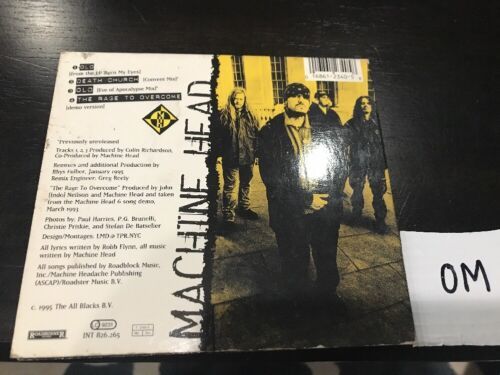 1 OLD
(From the LP Burn My Eyes)
2 DEATH CHURCH (Convent Mix)*
3 OLD (Eve of Apocalypse Mix)*
4 THE RAGE TO OVERCOME
(demo version)
*Previously unreleased
Tracks 1, 2, 3 Produced by Colin Richardson,
Co-Produced by Machine Head
Remixes and additional Production by
Rhys Fulber, January 1995
Remix Engineer: Greg Reely
"The Rage To Overcome" Produced by John
(Indo) Neilson and Machine Head and taken
from the Machine Head 6 song demo,
March 1993
Photos by: Paul Harries, P.G. Brunelli,
Christie Priskie, and Stefan De Batselier
Design/Montages: LMD@TPR.NYC
All lyrics written by Robb Flynn, all music
written by Machine Head
All songs published by Roadblock Music,
Inc./Machine Headache Publishing
(ASCAP)/Roadster Music B.V.
c. 1995 The All Blacks B.V.
ROADRUNNER
INT 826.265
MACHINE HEAD
OM